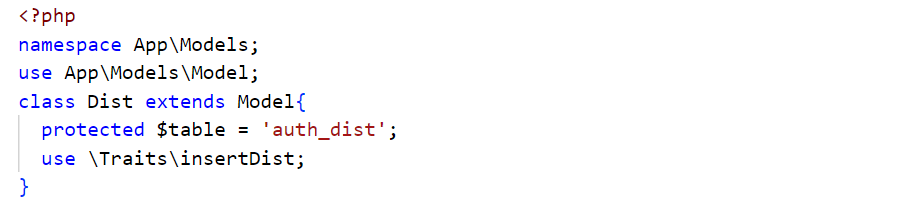 <?php
namespace App\Models;
use App\Models\Model;
class Dist extends Model{
  protected $table = 'auth_dist';
  use \Traits\insertDist;
}